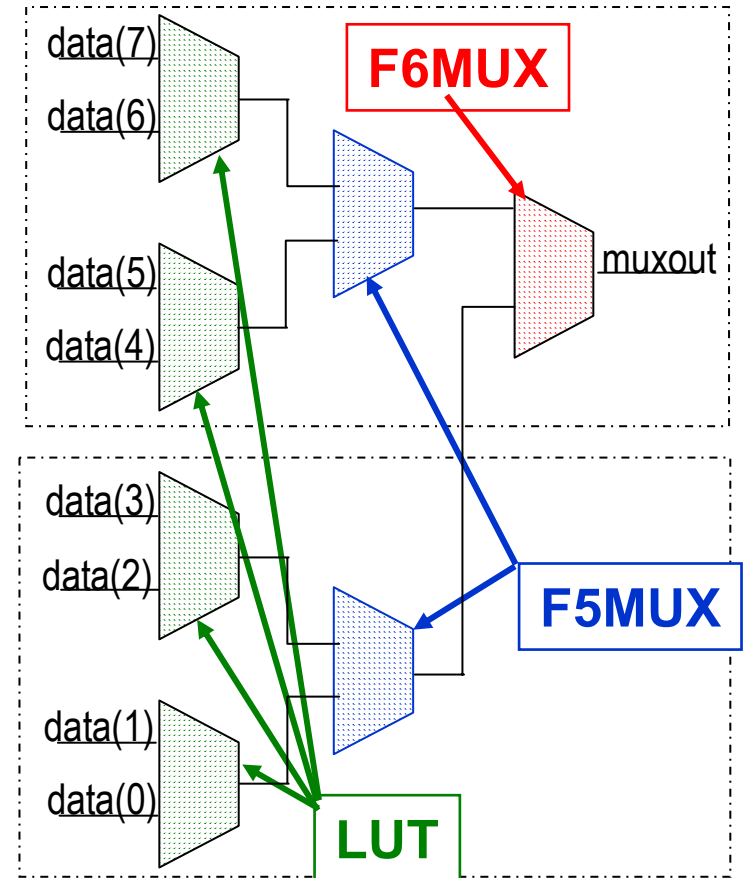 data(7)
F6MUX
data(6)
data(5)
muxout
data(4)
data(3)
data(2)
F5MUX
data(1)
data(0)
LUT